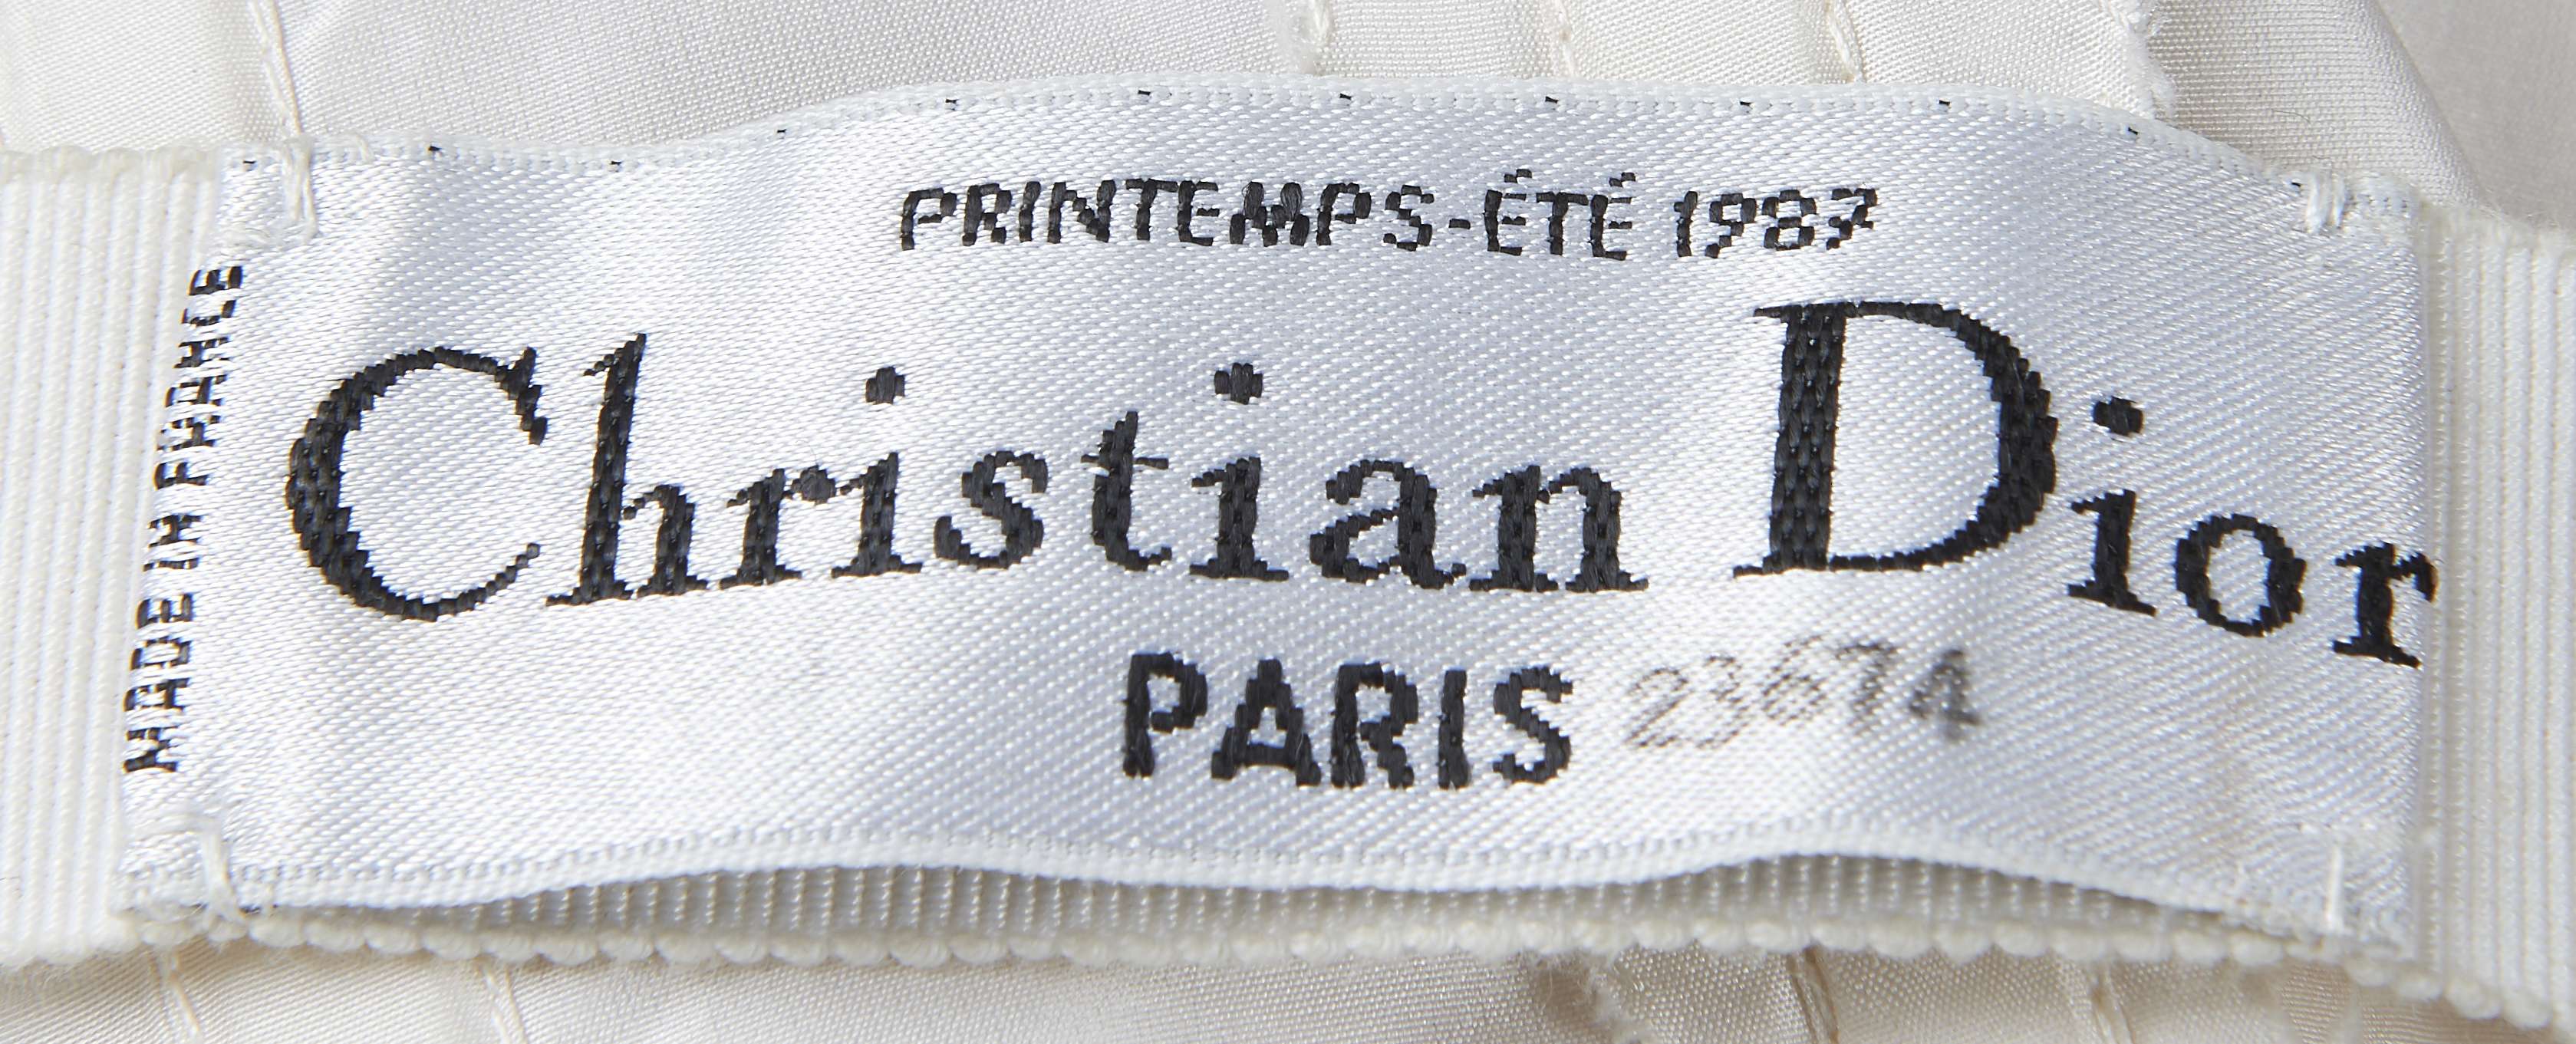 PRINTEMPS-ÉTÉ 1987
Christian Dior
PARIS 23674
MADE IN FRANCE